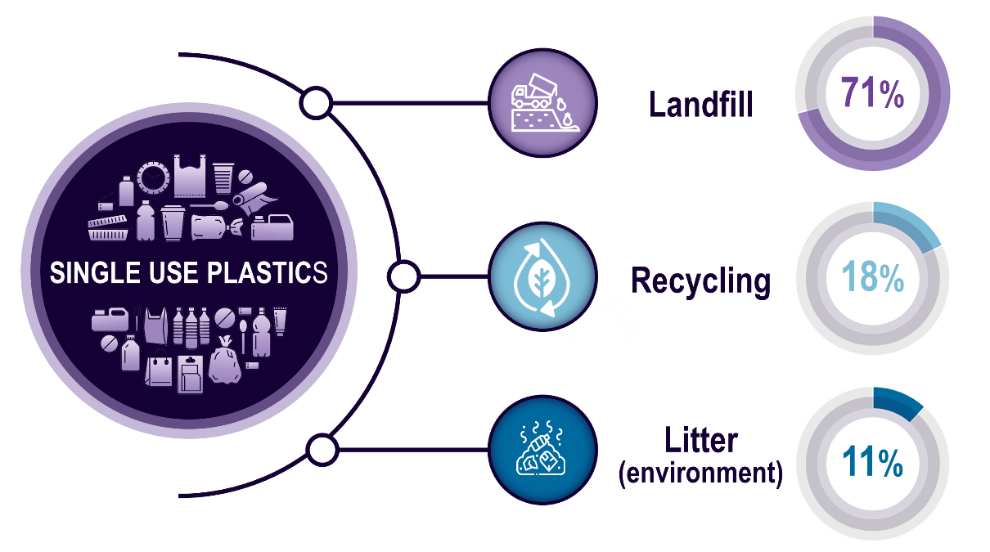 SINGLE USE PLASTICS
Landfill
71%
Recycling
18%
Litter
(environment)
11%